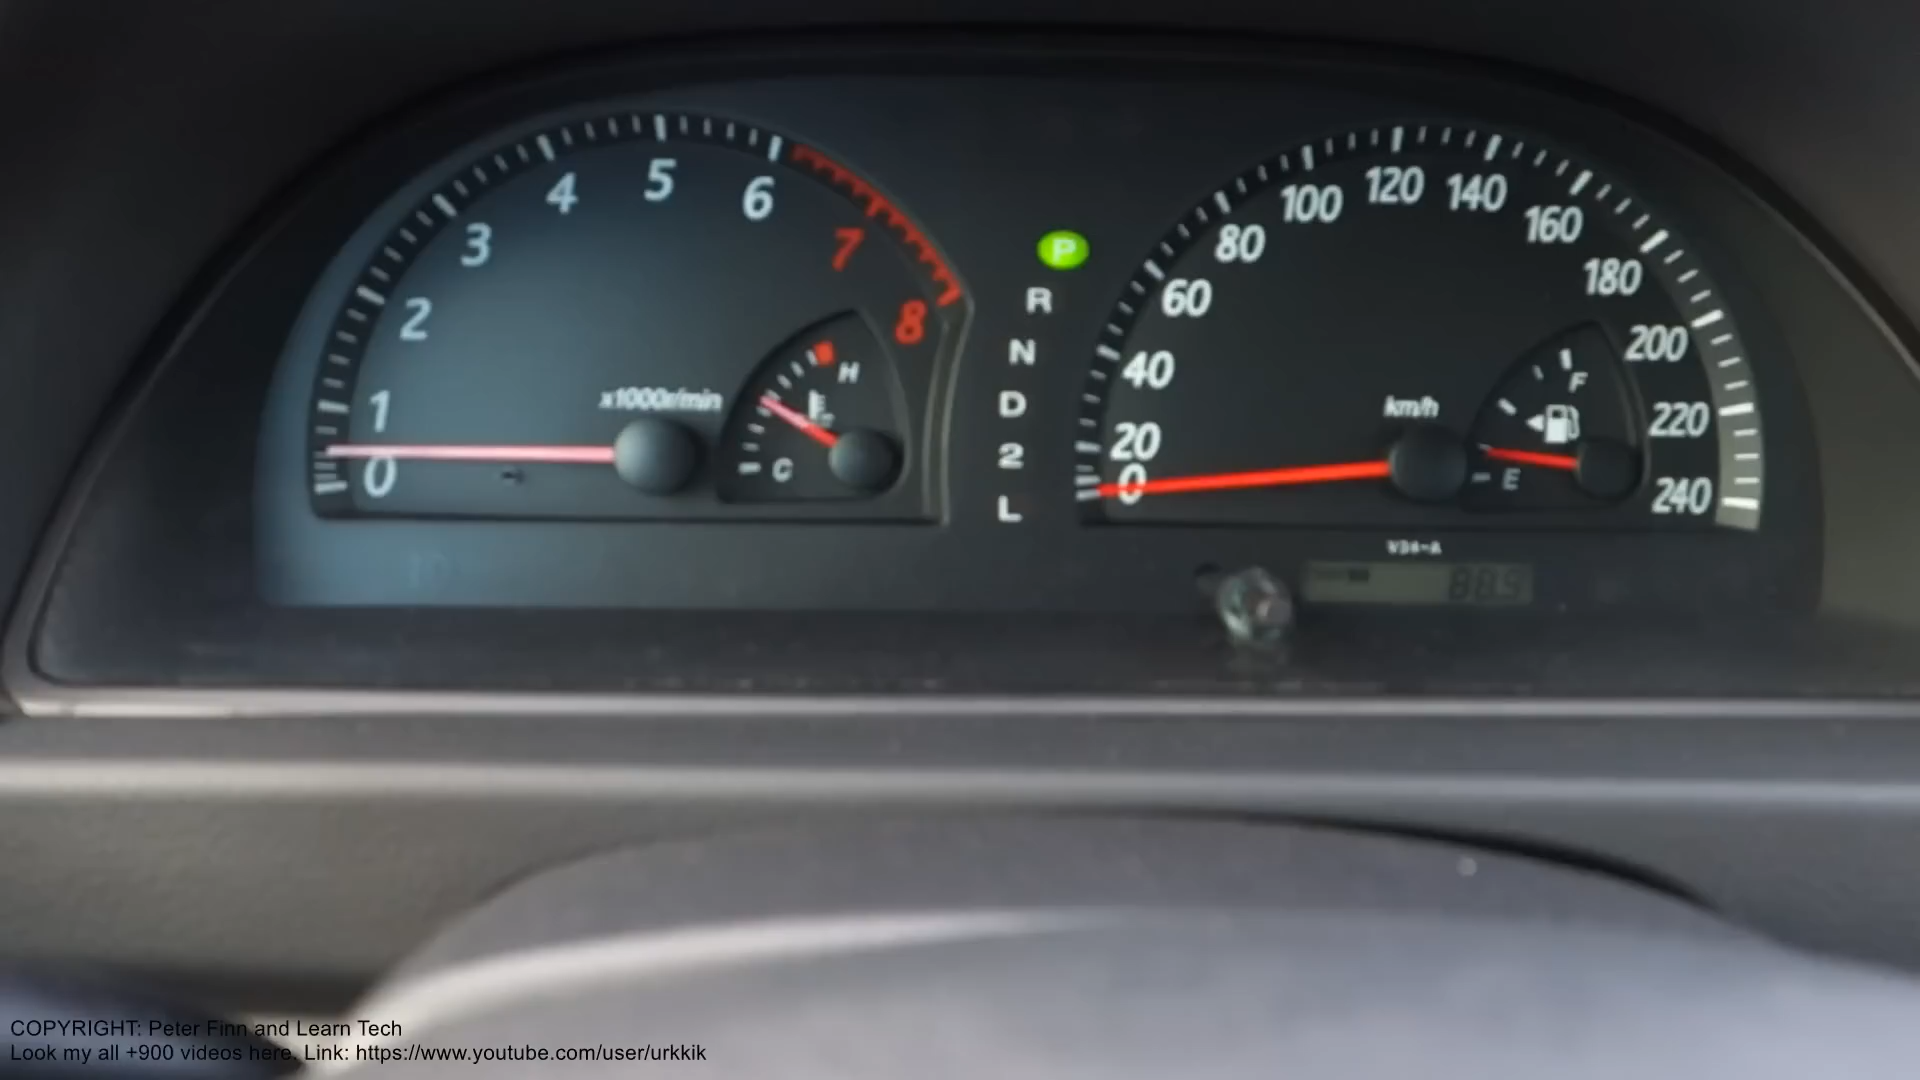 0
1
2
3
4
5
6
7
8
x1000r/min
H
C
P
R
N
D
2
L
0
20
40
60
80
100
120
140
160
180
200
220
240
km/h
F
E
COPYRIGHT: Peter Finn and Learn Tech
Look my all +900 videos here. Link: https://www.youtube.com/user/urkkik